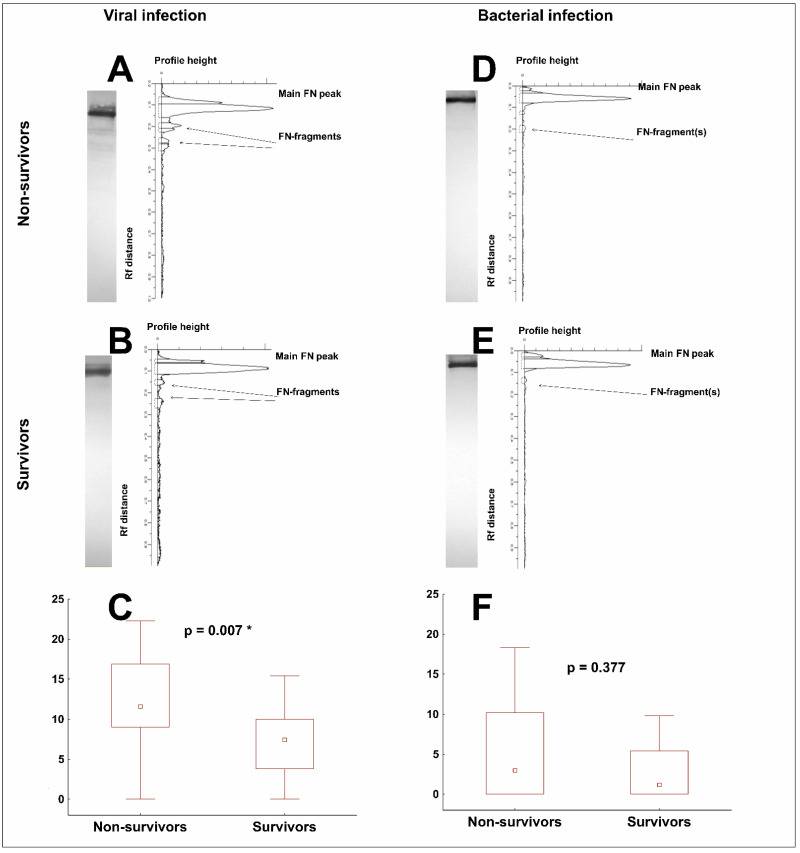 Viral infection
Bacterial infection
Non-survivors
A
Profile height
Main FN peak
FN-fragments
Rf distance
D
Profile height
Main FN peak
FN-fragment(s)
Rf distance
Survivors
B
Profile height
Main FN peak
FN-fragments
Rf distance
E
Profile height
Main FN peak
FN-fragment(s)
Rf distance
C
25
20
15
10
5
0
p = 0.007 *
Non-survivors
Survivors
F
25
20
15
10
5
0
p = 0.377
Non-survivors
Survivors